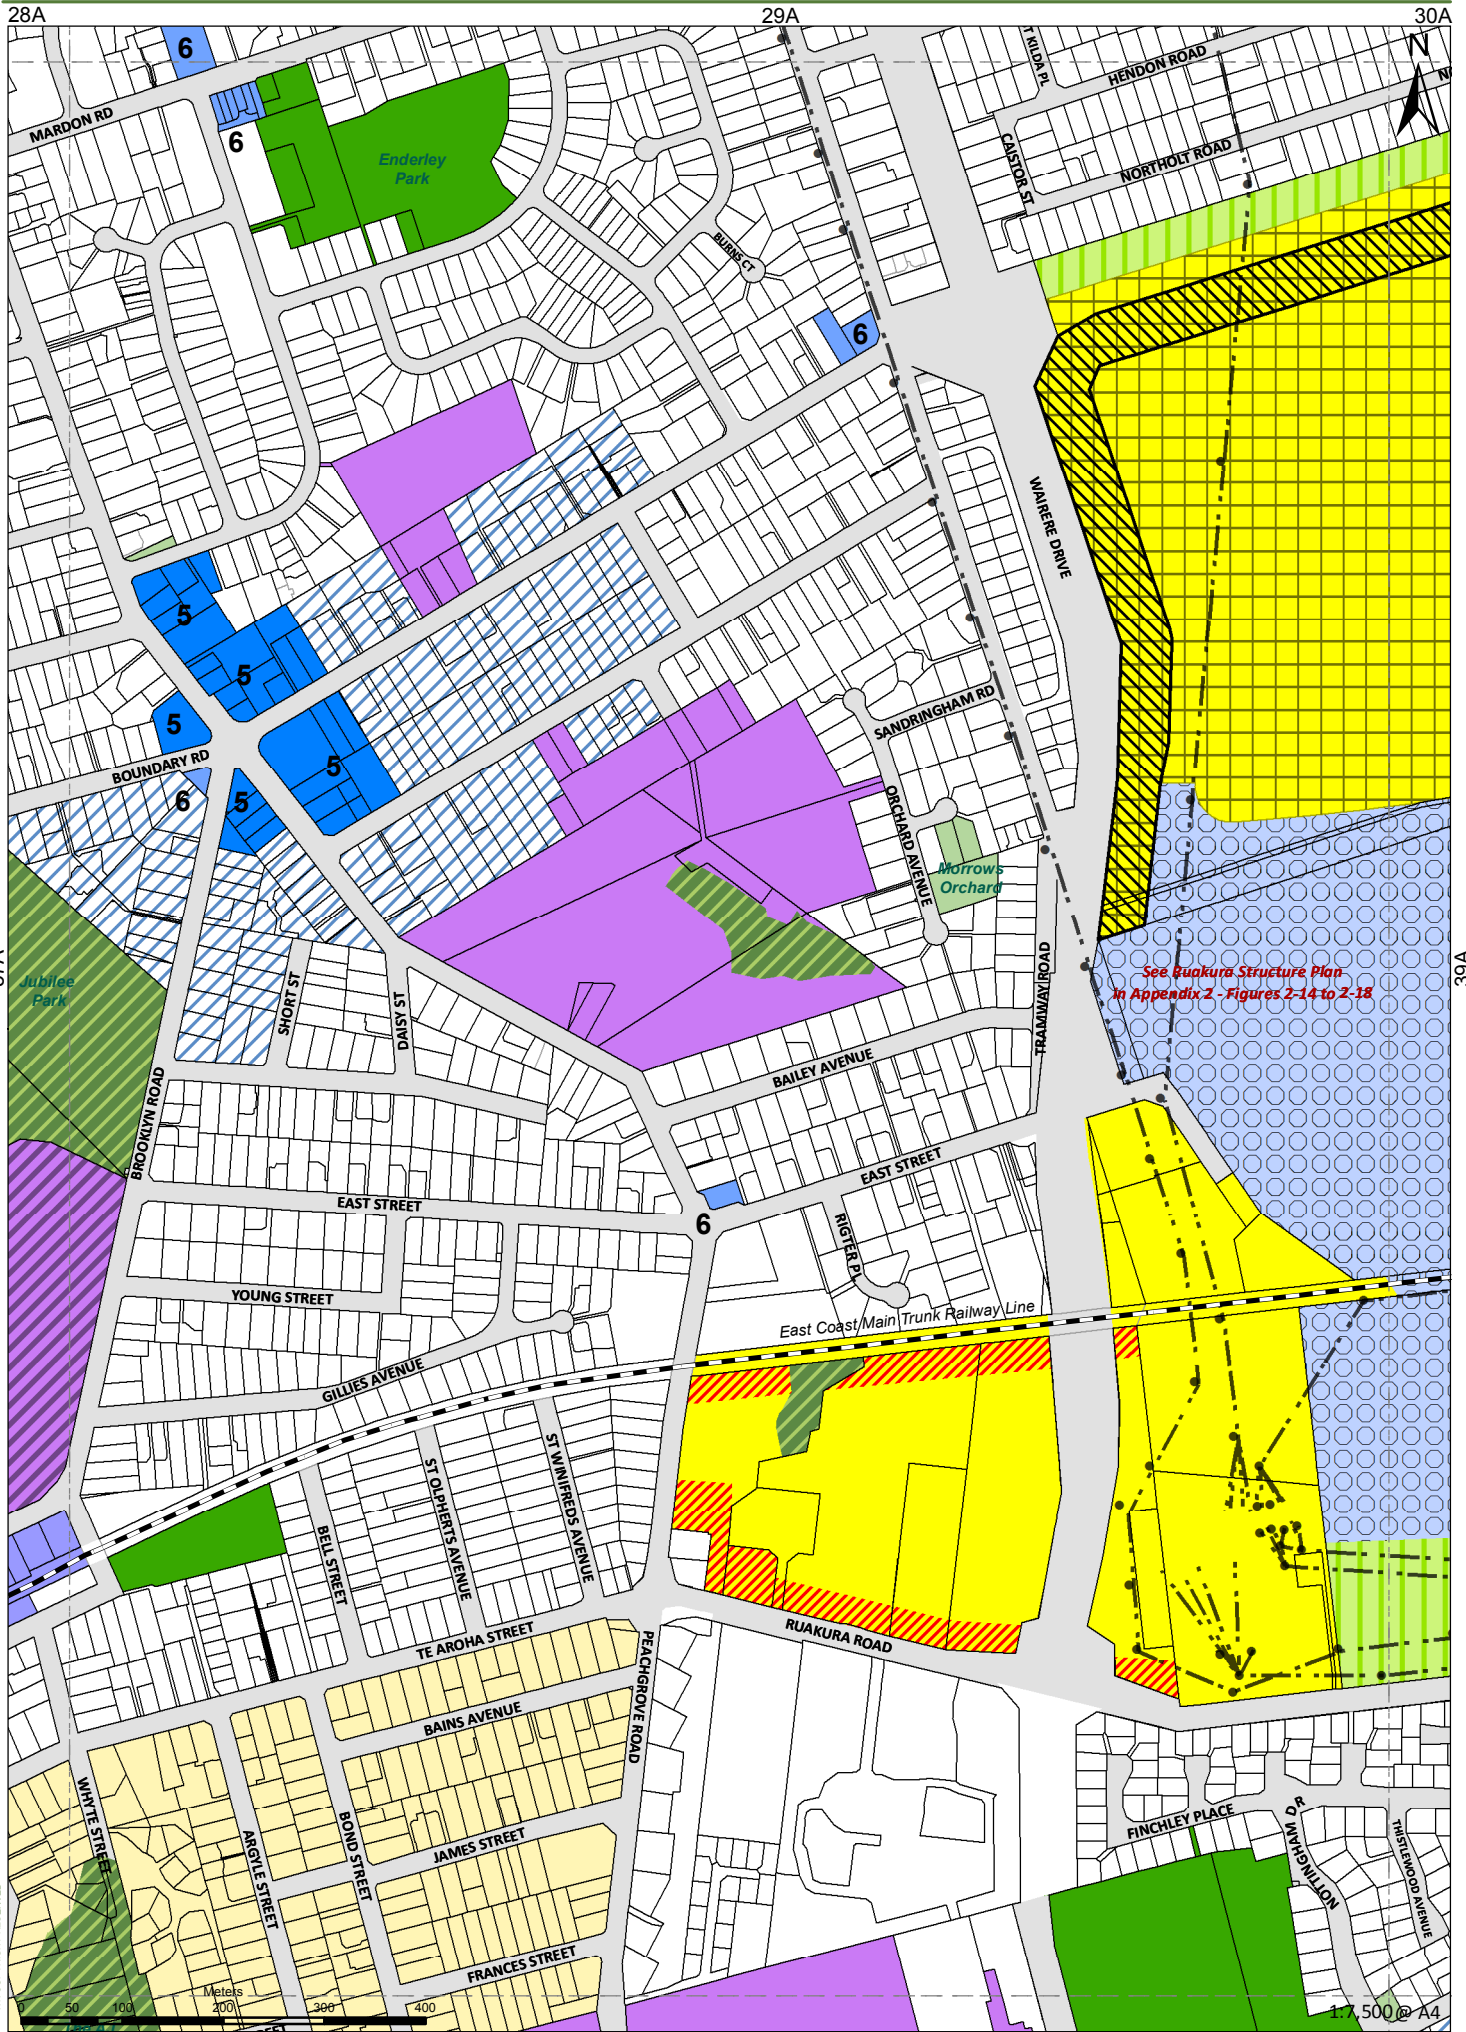 28A
29A
30A
N
6
MARDON RD
6
Enderley
Park
T KILDA PL
HENDON ROAD
CAISTOR ST
NORTHOLT ROAD
BURNS CT
6
WAIRERE DRIVE
5
5
5
5
BOUNDARY RD
6
5
SANDRINGHAM RD
ORCHARD AVENUE
Morrows
Orchard
TRAMWAY ROAD
39A
See Ruakura Structure Plan
in Appendix 2 - Figures 2-14 to 2-18
Jubilee
Park
SHORT ST
DAISY ST
BAILEY AVENUE
BROOKLYN ROAD
EAST STREET
EAST STREET
6
RIGTER PL
YOUNG STREET
East Coast Main Trunk Railway Line
GILLIES AVENUE
ST WINIFREDS AVENUE
ST OLPHERTS AVENUE
BELL STREET
TE AROHA STREET
RUAKURA ROAD
PEACHGROVE ROAD
BAINS AVENUE
WHYTE STREET
ARGYLE STREET
BOND STREET
JAMES STREET
FINCHLEY PLACE
NOTTINGHAM DR
THISTLEWOOD AVENUE
FRANCES STREET
Meters
0 50 100 200 300 400
1:7,500 @ A4